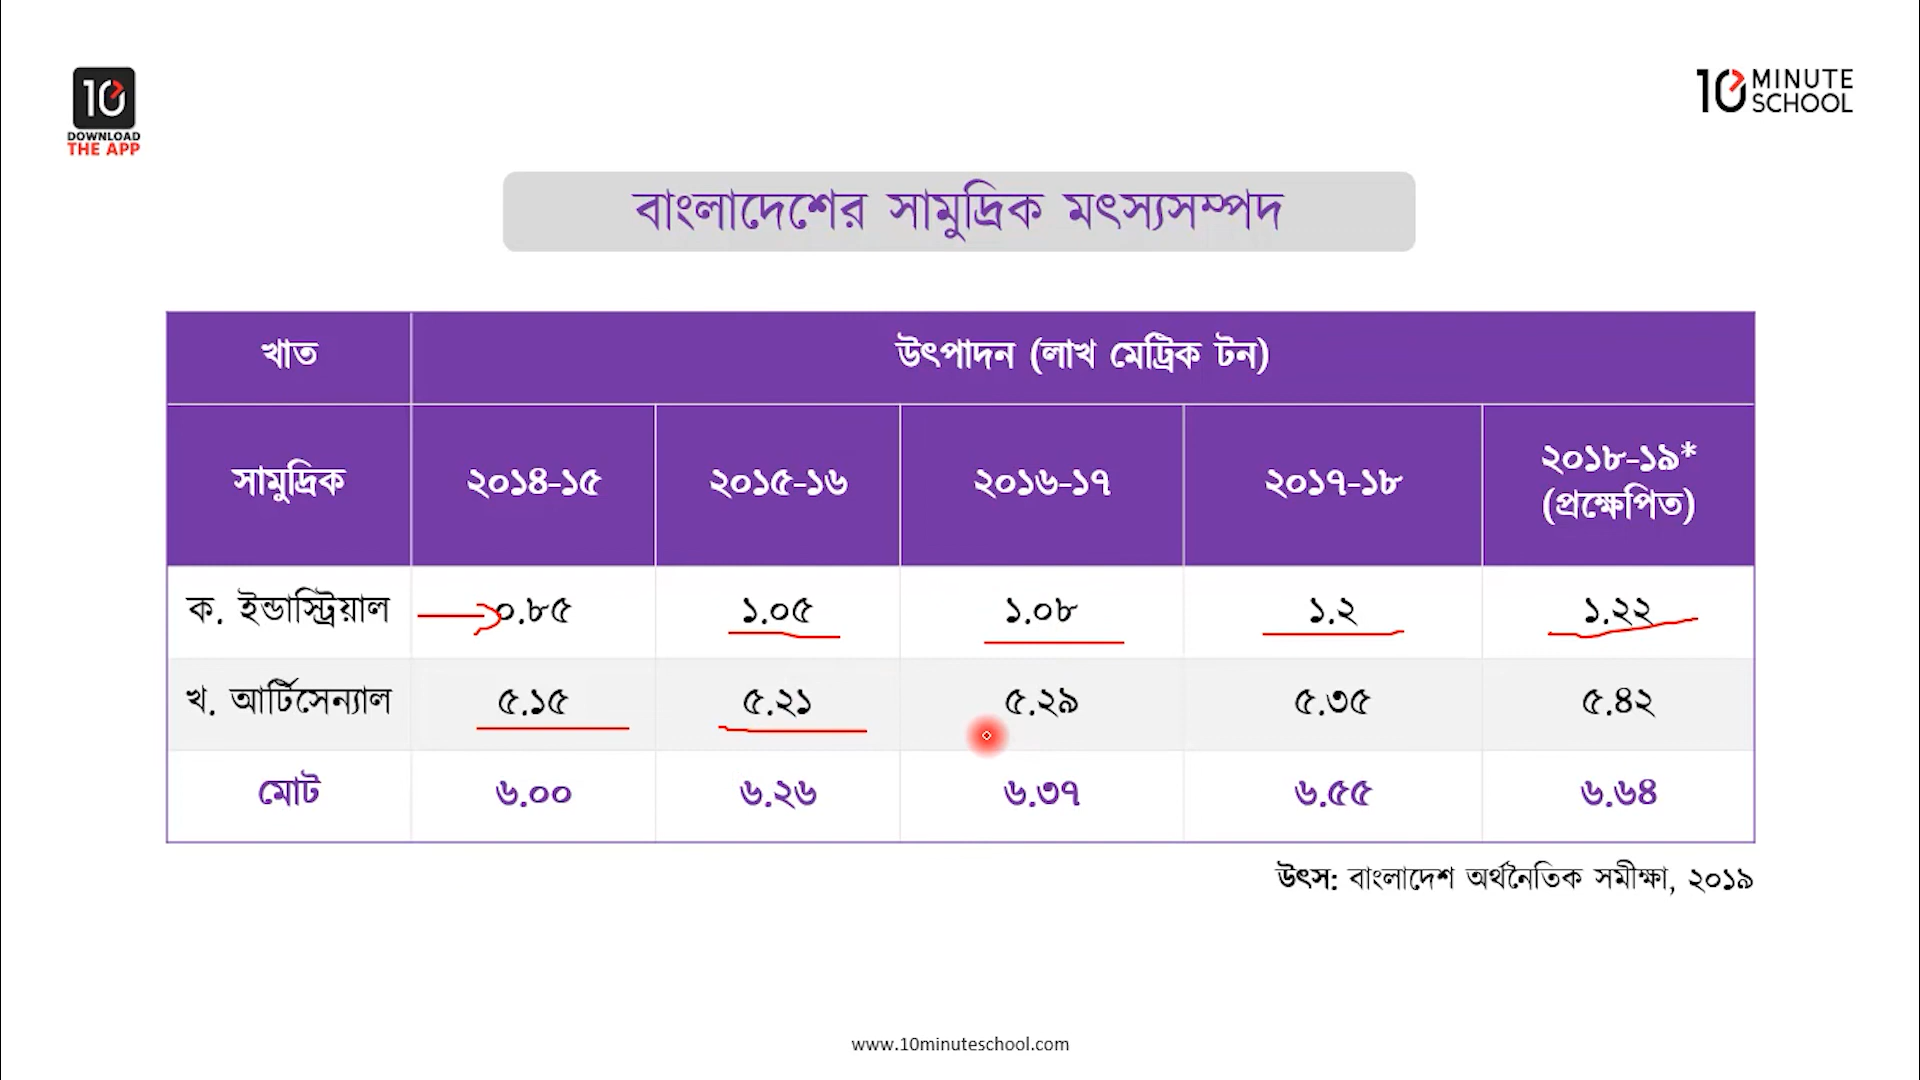 10
DOWNLOAD
THE APP
10 MINUTE
SCHOOL
বাংলাদেশের সামুদ্রিক মৎস্যসম্পদ
খাত উৎপাদন (লাখ মেট্রিক টন)
সামুদ্রিক ২০১৪-১৫ ২০১৫-১৬ ২০১৬-১৭ ২০১৭-১৮ ২০১৮-১৯*
(প্রক্ষেপিত)
ক. ইন্ডাস্ট্রিয়াল ০.৮৫ ১.০৫ ১.০৮ ১.২ ১.২২
খ. আর্টিসেন্যাল ৫.১৫ ৫.২১ ৫.২৯ ৫.৩৫ ৫.৪২
মোট ৬.০০ ৬.২৬ ৬.৩৭ ৬.৫৫ ৬.৬৪
উৎস: বাংলাদেশ অর্থনৈতিক সমীক্ষা, ২০১৯
www.10minuteschool.com